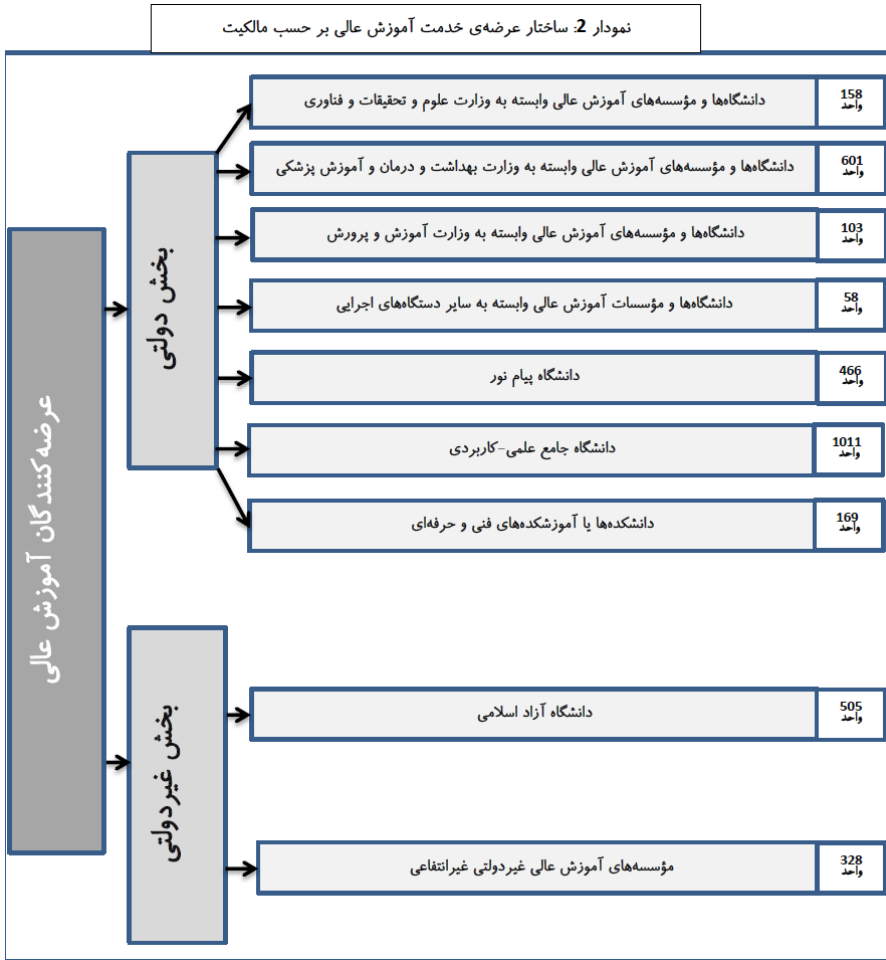 نمودار 2: ساختار عرضه‌ی خدمت آموزش عالی بر حسب مالکیت
عرضه‌کنندگان آموزش عالی
بخش دولتی
دانشگاه‌ها و مؤسسه‌های آموزش عالی وابسته به وزارت علوم و تحقیقات و فناوری
158
واحد
دانشگاه‌ها و مؤسسه‌های آموزش عالی وابسته به وزارت بهداشت و درمان و آموزش پزشکی
601
واحد
دانشگاه‌ها و مؤسسه‌های آموزش عالی وابسته به وزارت آموزش و پرورش
103
واحد
دانشگاه‌ها و مؤسسات آموزش عالی وابسته به سایر دستگاه‌های اجرایی
58
واحد
دانشگاه پیام نور
466
واحد
دانشگاه جامع علمی-کاربردی
1011
واحد
دانشکده‌ها یا آموزشکده‌های فنی و حرفه‌ای
169
واحد
بخش غیردولتی
دانشگاه آزاد اسلامی
505
واحد
مؤسسه‌های آموزش عالی غیردولتی غیرانتفاعی
328
واحد